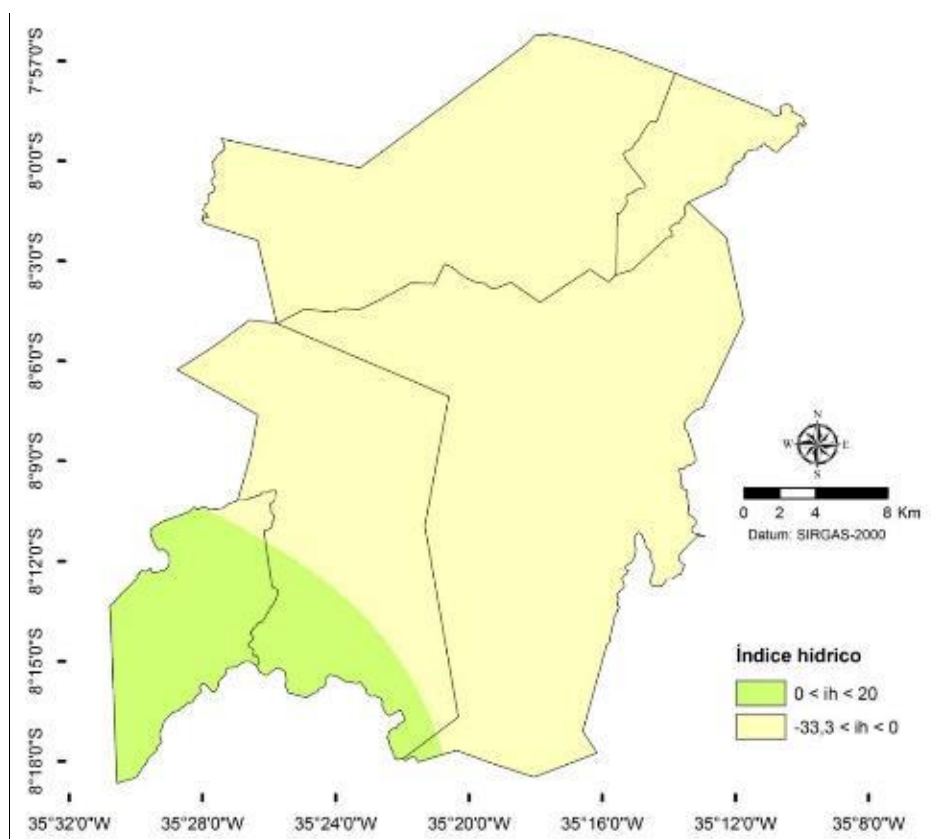 7°57'0"S
8°0'0"S
8°3'0"S
8°6'0"S
8°9'0"S
8°12'0"S
8°15'0"S
8°18'0"S
N
W E
S
0 2 4 8 Km
Datum: SIRGAS-2000
Índice hidrico
0 < ih < 20
-33,3 < ih < 0
35°32'0"W 35°28'0"W 35°24'0"W 35°20'0"W 35°16'0"W 35°12'0"W 35°8'0"W